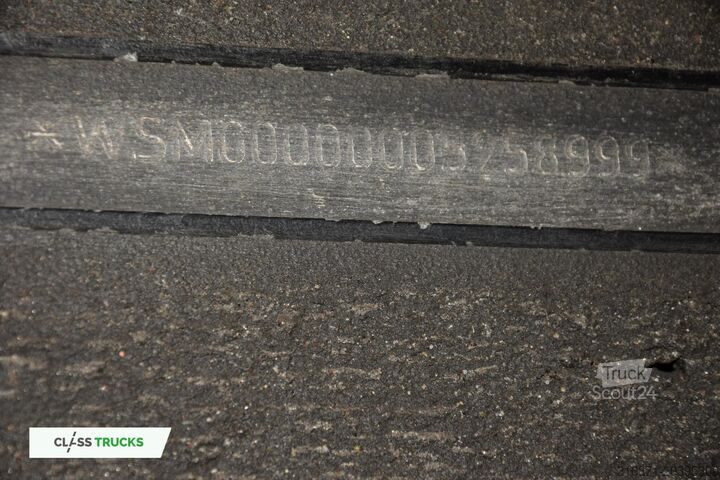 *WSM00000005258999
Truck
Scout24
CLASS TRUCKS